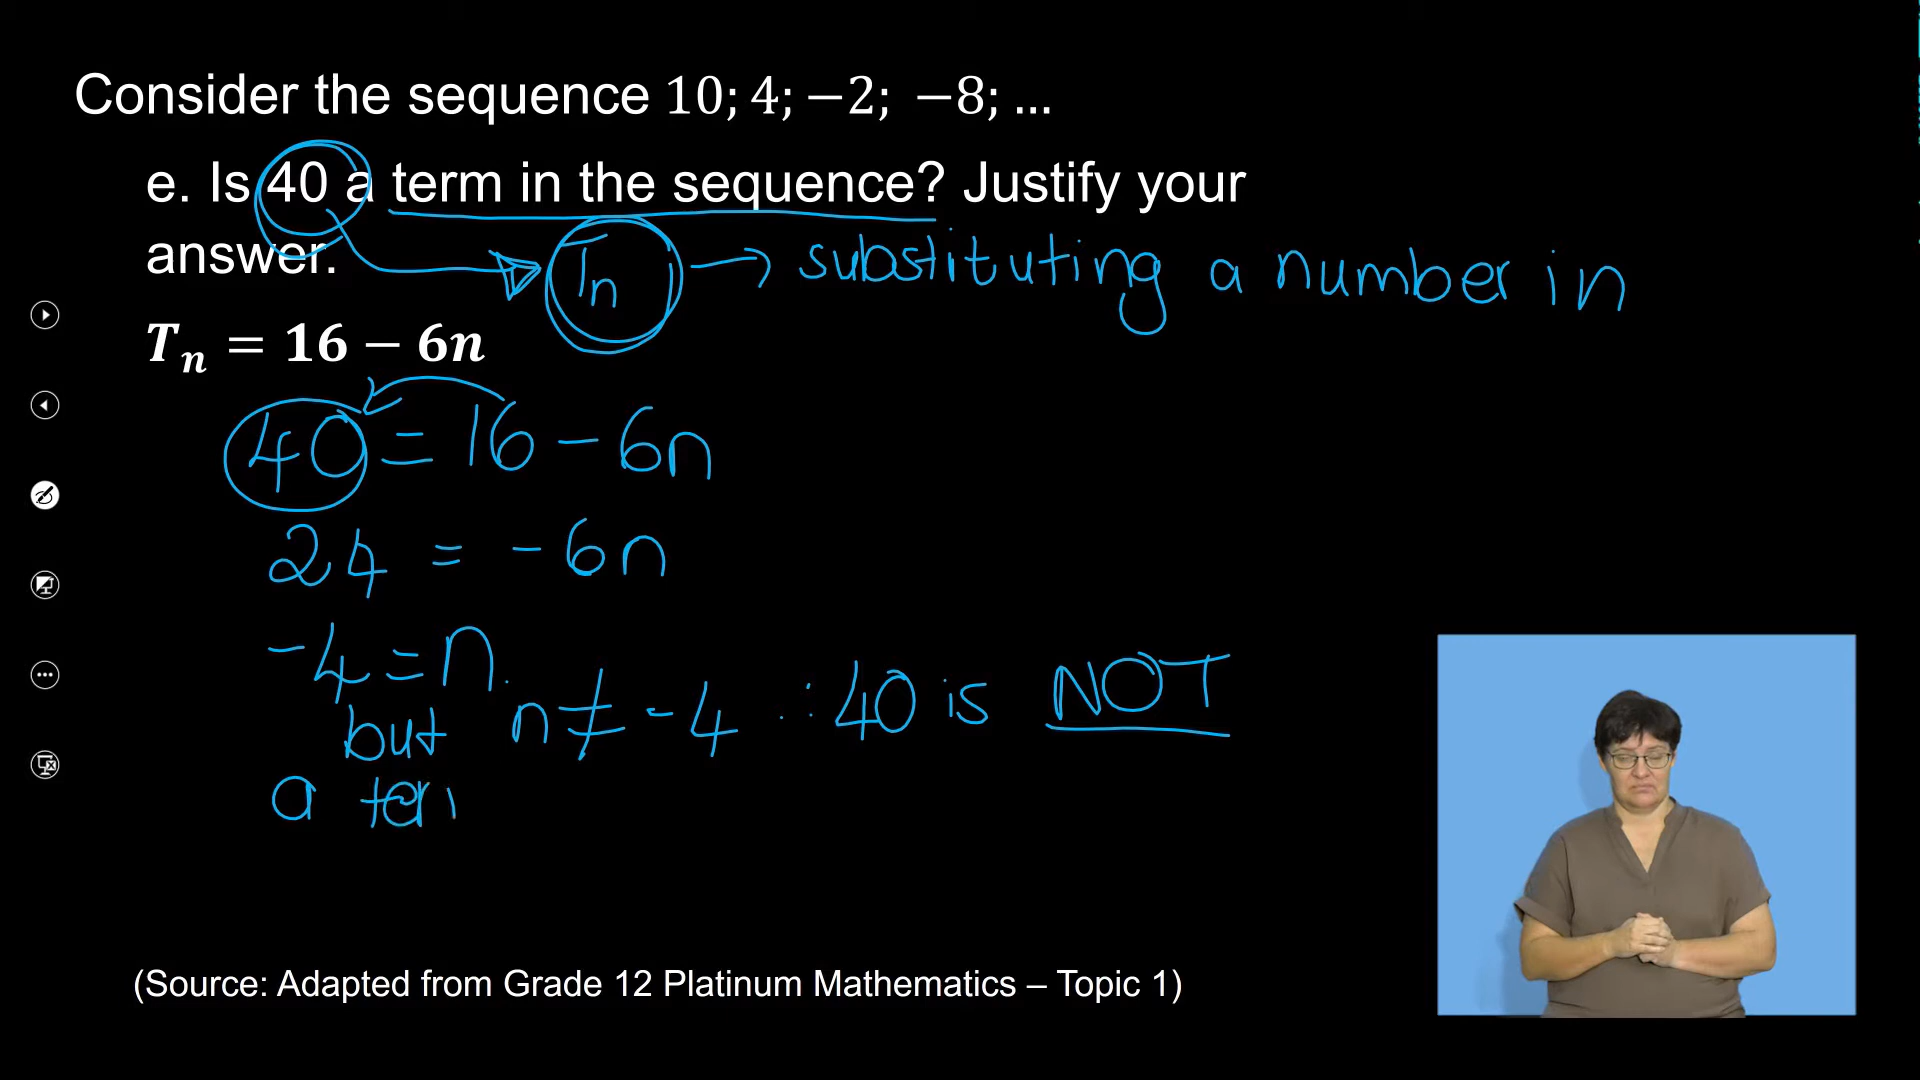 Consider the sequence 10; 4; −2; −8; ...
e. Is 40 a term in the sequence? Justify your
answer.
Tn → substituting a number in
Tn = 16 − 6n
40 = 16 − 6n
24 = -6n
-4 = n
but n ≠ -4 ∴ 40 is NOT
a ter
(Source: Adapted from Grade 12 Platinum Mathematics – Topic 1)